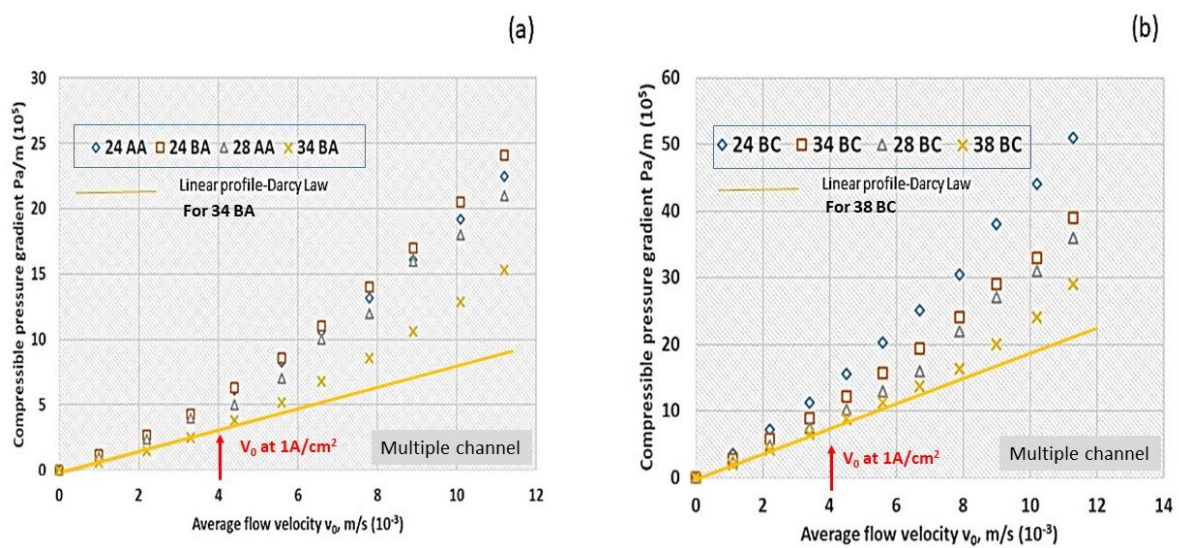 (a)
Compressible pressure gradient Pa/m (10⁵)
30
25
20
15
10
5
0
24 AA 24 BA 28 AA 34 BA
Linear profile-Darcy Law
For 34 BA
V₀ at 1A/cm²
Multiple channel
0 2 4 6 8 10 12
Average flow velocity v₀, m/s (10⁻³)
(b)
Compressible pressure gradient Pa/m (10⁵)
60
50
40
30
20
10
0
24 BC 34 BC 28 BC 38 BC
Linear profile-Darcy Law
For 38 BC
V₀ at 1A/cm²
Multiple channel
0 2 4 6 8 10 12 14
Average flow velocity v₀, m/s (10⁻³)